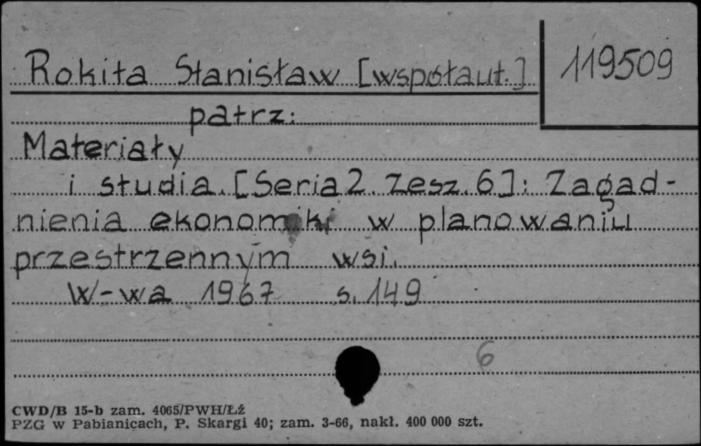 Rokita Stanisław [współaut.]
119509
patrz:
Materiały
i studia. [Seria 2. Zesz. 6]: Zagad-
nienia ekonomiki w planowaniu
przestrzennym wsi.
W-wa 1967 s. 149
6
CWD/B 15-b zam. 4065/PWH/Łż
PZG w Pabianicach, P. Skargi 40; zam. 3-66, nakł. 400 000 szt.